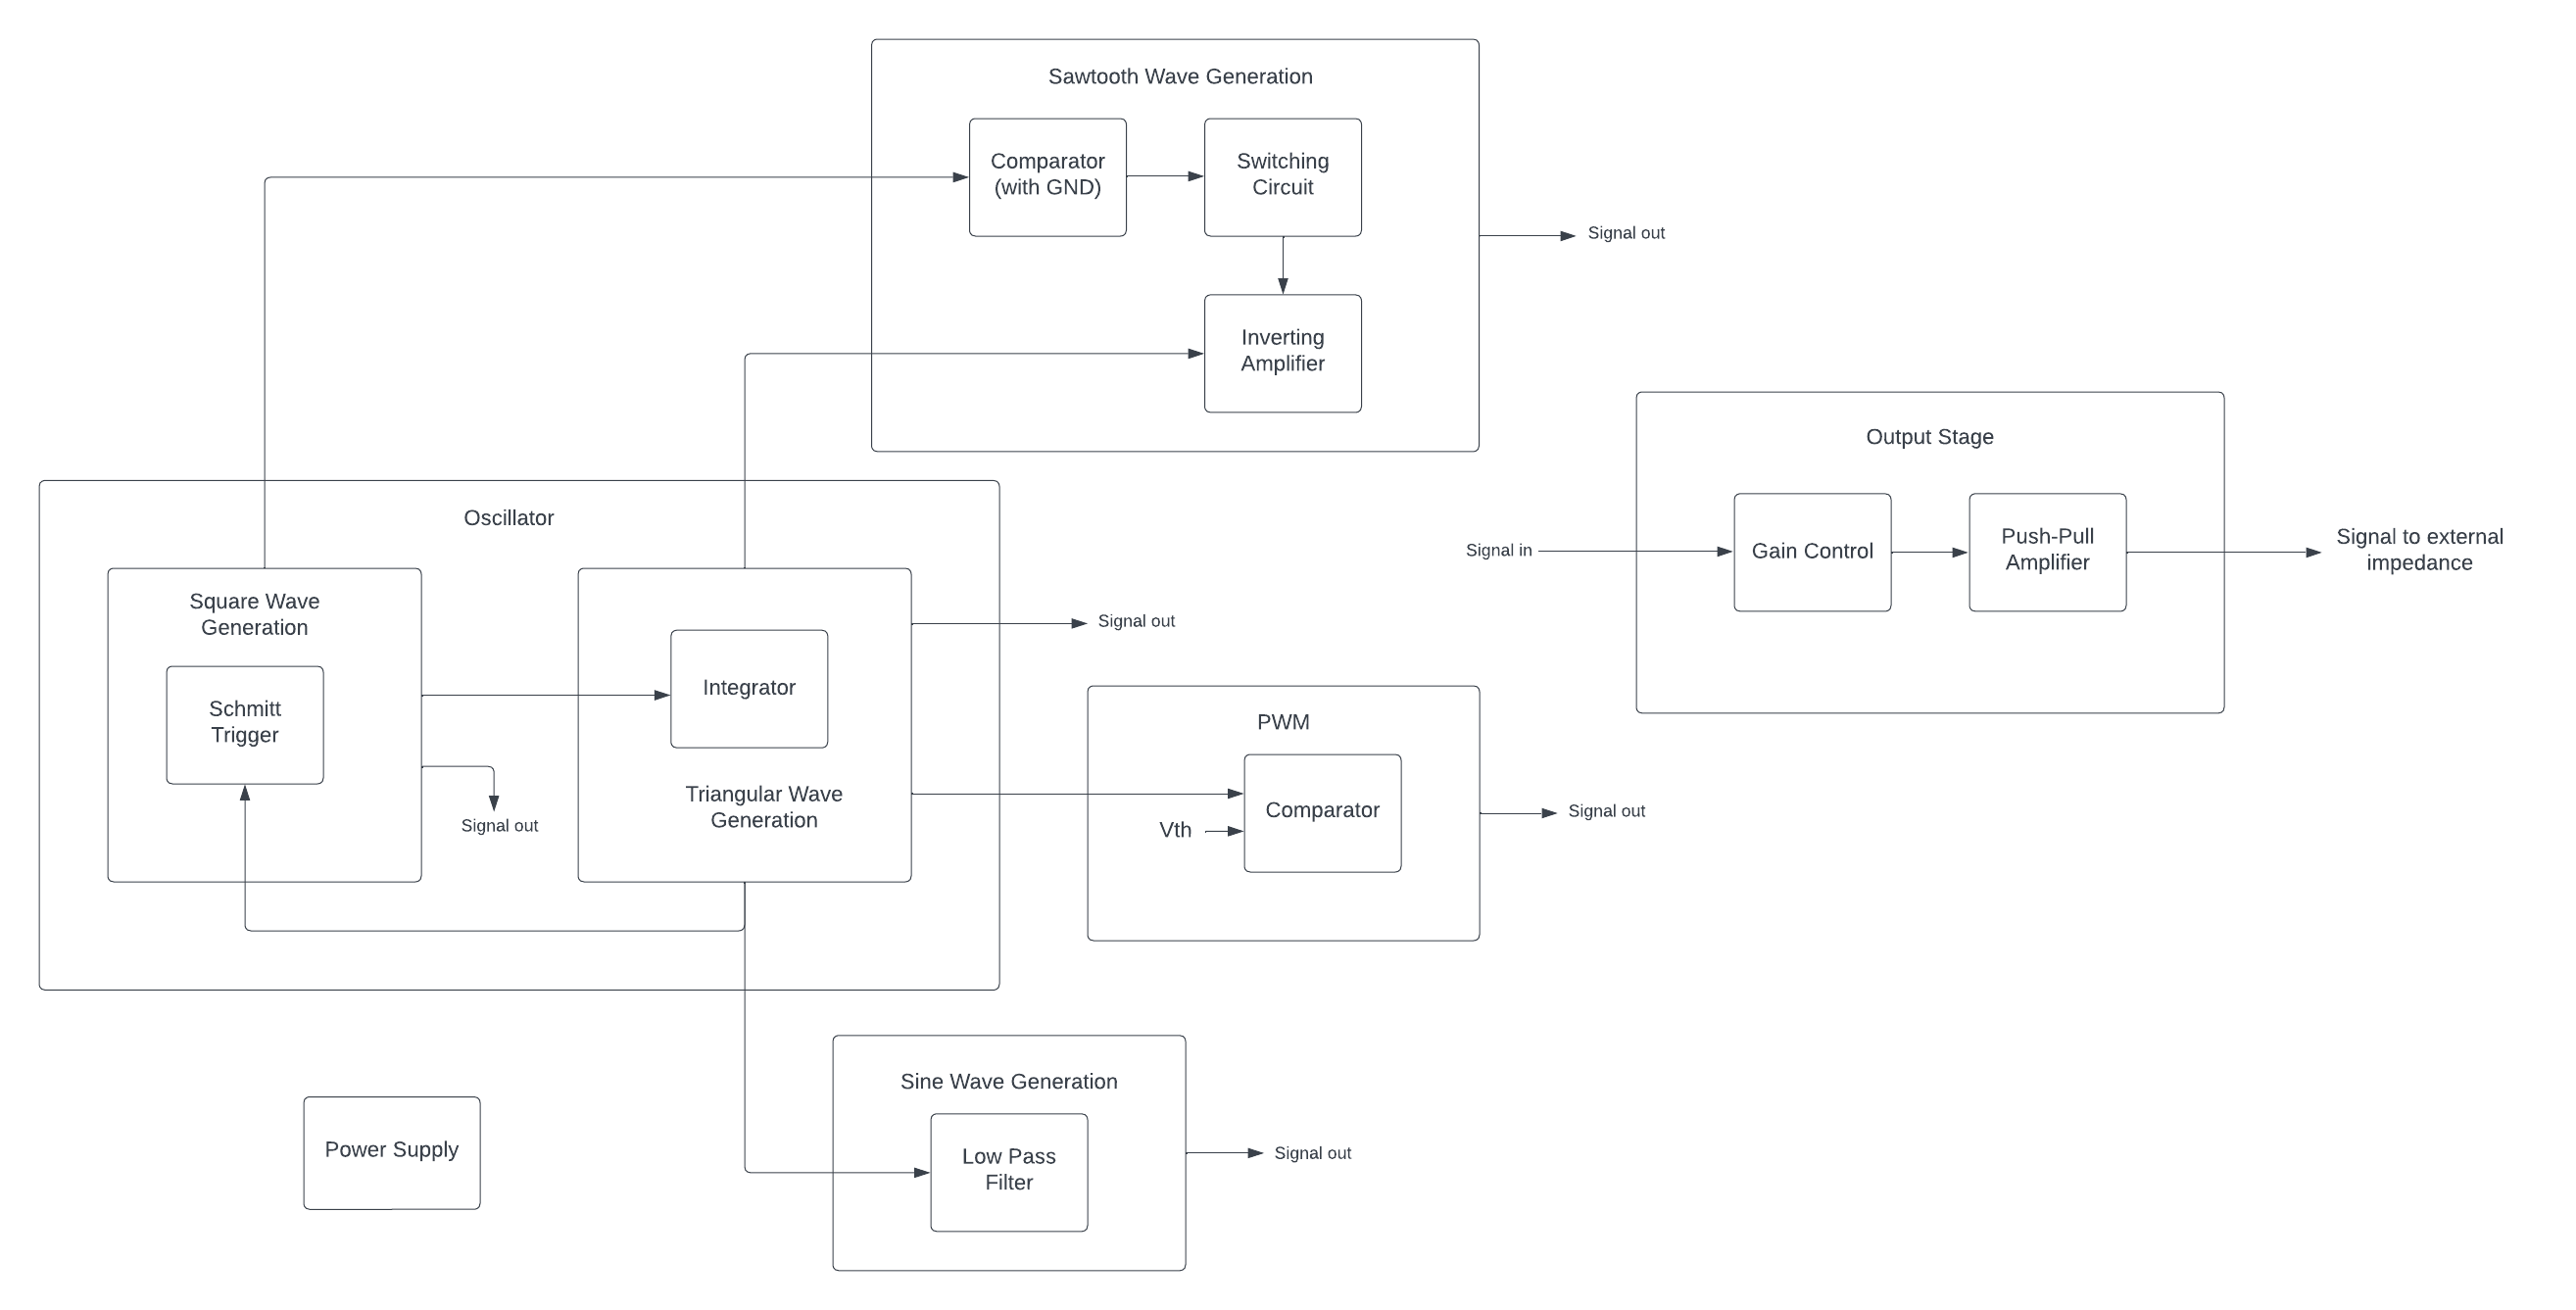 Sawtooth Wave Generation
Comparator
(with GND)
Switching
Circuit
Signal out
Inverting
Amplifier
Output Stage
Oscillator
Signal in
Gain Control
Push-Pull
Amplifier
Signal to external
impedance
Square Wave
Generation
Signal out
Schmitt
Trigger
Integrator
PWM
Triangular Wave
Generation
Signal out
Vth
Comparator
Signal out
Sine Wave Generation
Power Supply
Low Pass
Filter
Signal out